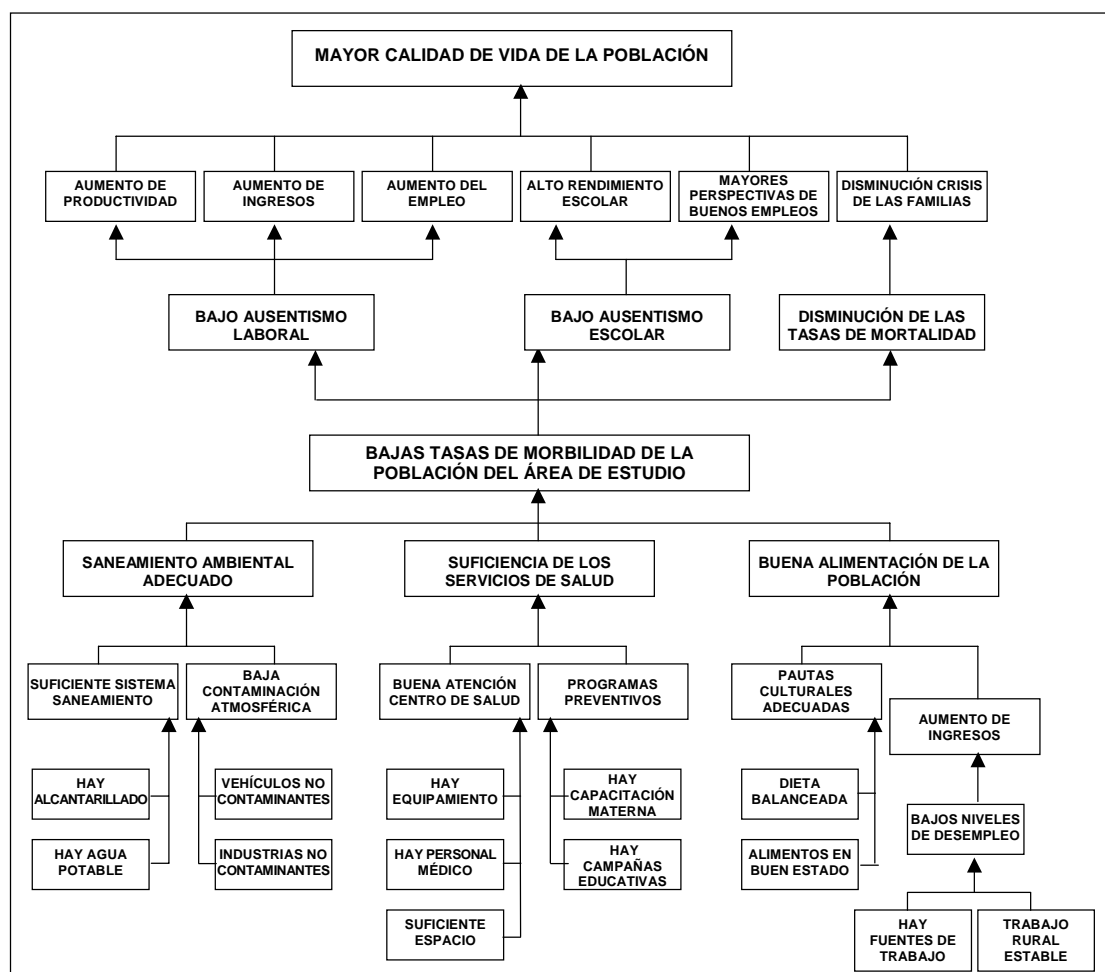 MAYOR CALIDAD DE VIDA DE LA POBLACIÓN
AUMENTO DE
PRODUCTIVIDAD
AUMENTO DE
INGRESOS
AUMENTO DEL
EMPLEO
ALTO RENDIMIENTO
ESCOLAR
MAYORES
PERSPECTIVAS DE
BUENOS EMPLEOS
DISMINUCIÓN CRISIS
DE LAS FAMILIAS
BAJO AUSENTISMO
LABORAL
BAJO AUSENTISMO
ESCOLAR
DISMINUCIÓN DE LAS
TASAS DE MORTALIDAD
BAJAS TASAS DE MORBILIDAD DE LA
POBLACIÓN DEL ÁREA DE ESTUDIO
SANEAMIENTO AMBIENTAL
ADECUADO
SUFICIENCIA DE LOS
SERVICIOS DE SALUD
BUENA ALIMENTACIÓN DE LA
POBLACIÓN
SUFICIENTE SISTEMA
SANEAMIENTO
BAJA
CONTAMINACIÓN
ATMOSFÉRICA
BUENA ATENCIÓN
CENTRO DE SALUD
PROGRAMAS
PREVENTIVOS
PAUTAS
CULTURALES
ADECUADAS
AUMENTO DE
INGRESOS
HAY
ALCANTARILLADO
VEHÍCULOS NO
CONTAMINANTES
HAY
EQUIPAMIENTO
HAY
CAPACITACIÓN
MATERNA
DIETA
BALANCEADA
BAJOS NIVELES
DE DESEMPLEO
HAY AGUA
POTABLE
INDUSTRIAS NO
CONTAMINANTES
HAY PERSONAL
MÉDICO
HAY
CAMPAÑAS
EDUCATIVAS
ALIMENTOS EN
BUEN ESTADO
SUFICIENTE
ESPACIO
HAY
FUENTES DE
TRABAJO
TRABAJO
RURAL
ESTABLE